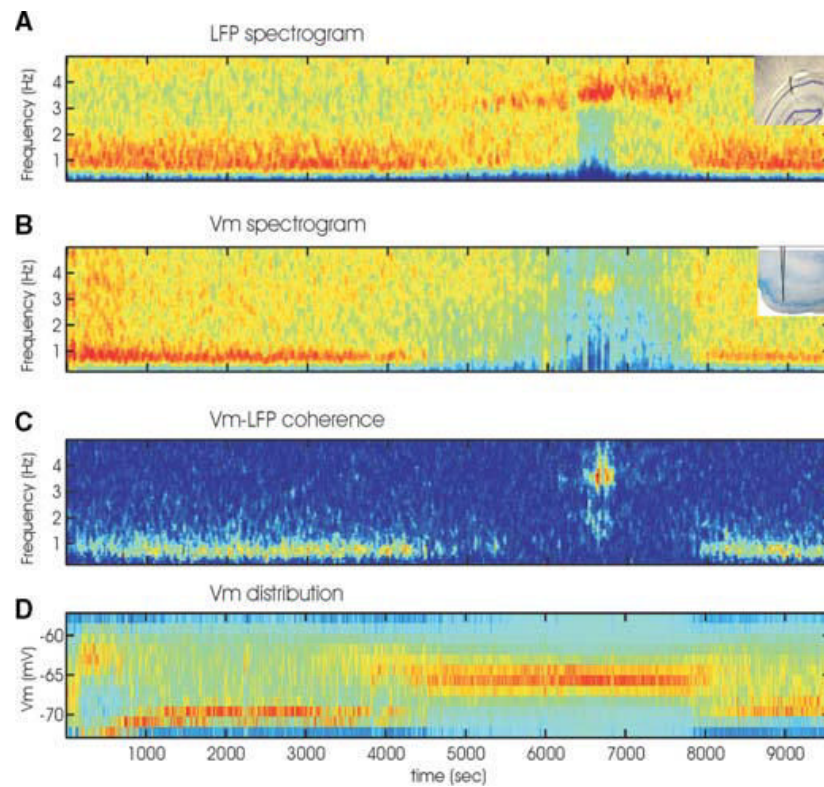 A
LFP spectrogram
Frequency (Hz)
4
3
2
1
B
Vm spectrogram
Frequency (Hz)
4
3
2
1
C
Vm-LFP coherence
Frequency (Hz)
4
3
2
1
D
Vm distribution
Vm (mV)
-60
-65
-70
1000 2000 3000 4000 5000 6000 7000 8000 9000
time (sec)